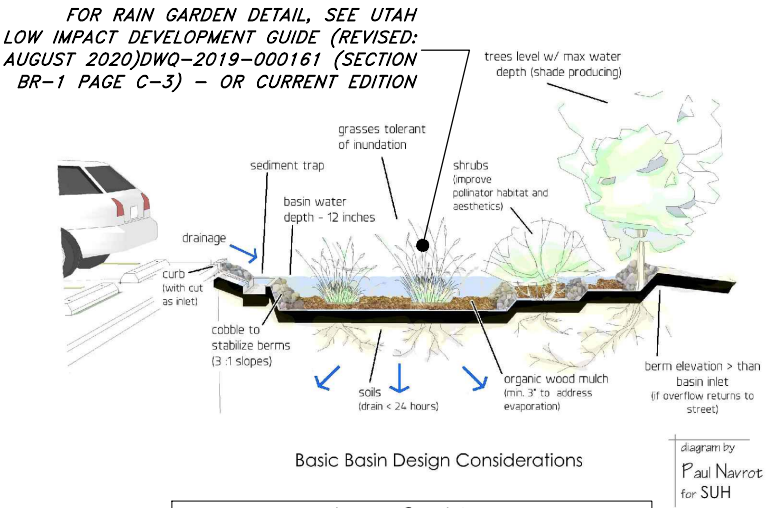 FOR RAIN GARDEN DETAIL, SEE UTAH
LOW IMPACT DEVELOPMENT GUIDE (REVISED:
AUGUST 2020)DWQ-2019-000161 (SECTION
BR-1 PAGE C-3) - OR CURRENT EDITION
trees level w/ max water
depth (shade producing)
grasses tolerant
of inundation
sediment trap
shrubs
(improve
pollinator habitat and
aesthetics)
basin water
depth - 12 inches
drainage
curb
(with cut
as inlet)
cobble to
stabilize berms
(3 :1 slopes)
soils
(drain < 24 hours)
organic wood mulch
(min. 3" to address
evaporation)
berm elevation > than
basin inlet
(if overflow returns to
street)
Basic Basin Design Considerations
diagram by
Paul Navrot
for SUH